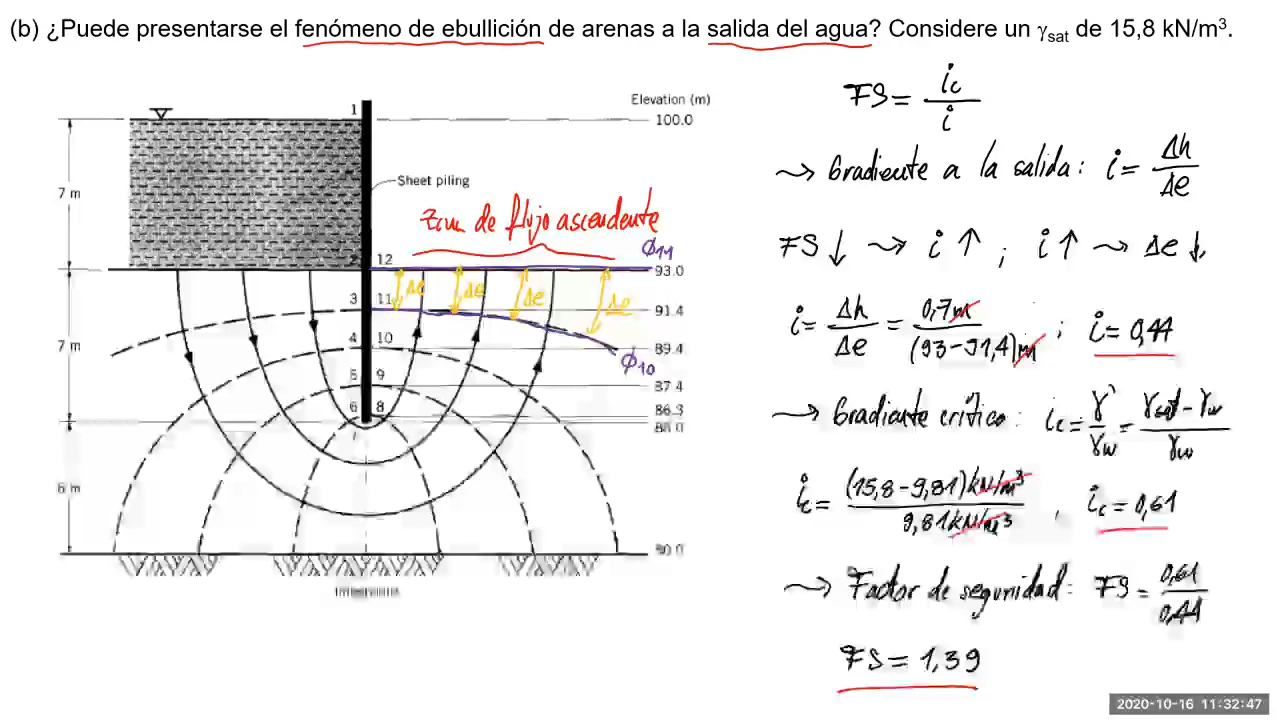 (b) ¿Puede presentarse el fenómeno de ebullición de arenas a la salida del agua? Considere un γsat de 15,8 kN/m³.
FS = ic / i
Elevation (m)
1
100.0
⤳ Gradiente a la salida: i = Δh / Δe
7 m
Sheet piling
Zona de flujo ascendente
FS ↓ ⤳ i ↑ ; i ↑ ⤳ Δe ↓
ϕ11
2 12
93.0
Δe Δe Δe Δe
3 11
91.4
i = Δh / Δe = 0,7m / (93-91,4)m ; i = 0,44
7 m
4 10
89.4
ϕ10
5 9
87.4
6 8
86.3
86.0
7
⤳ Gradiente crítico: ic = γ' / γw = γsat - γw / γw
6 m
ic = (15,8-9,81)kN/m³ / 9,81kN/m³ , ic = 0,61
80.0
Impervious
⤳ Factor de seguridad: FS = 0,61 / 0,44
FS = 1,39
2020-10-16 11:32:47